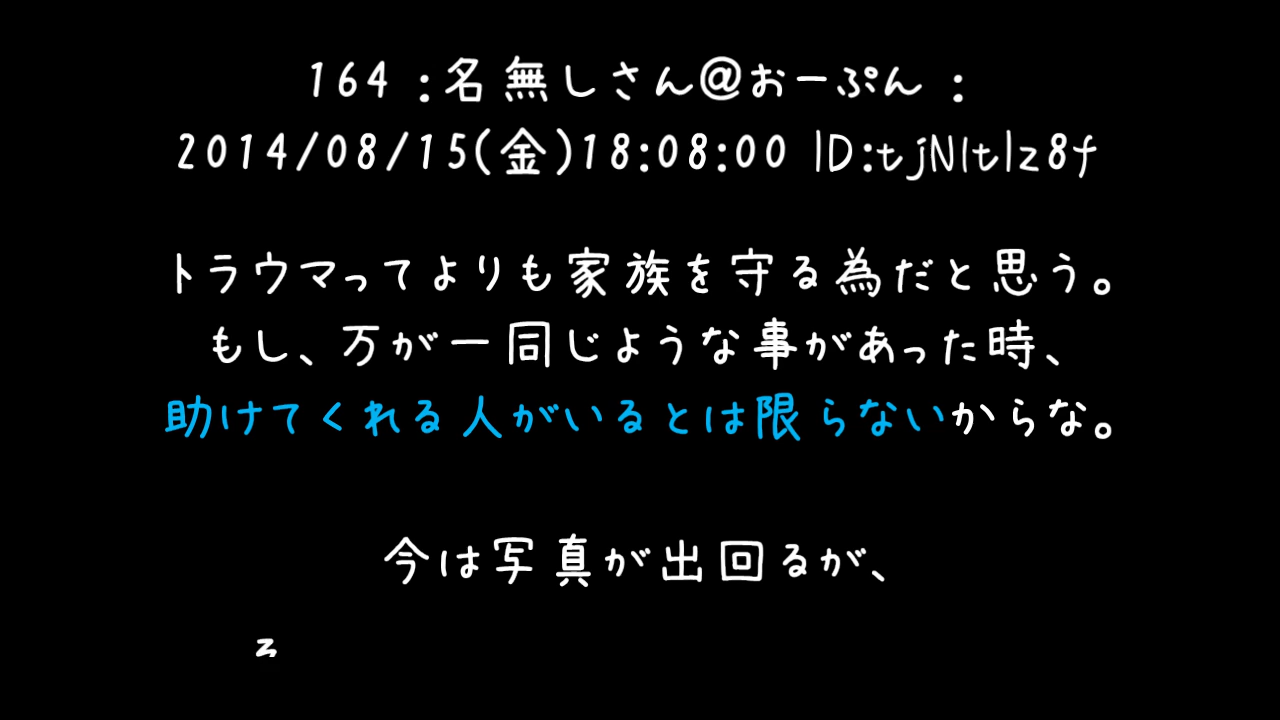 164 :名無しさん@おーぷん :
2014/08/15(金)18:08:00 ID:tjNltlz8f
トラウマってよりも家族を守る為だと思う。
もし、万が一同じような事があった時、
助けてくれる人がいるとは限らないからな。
今は写真が出回るが、